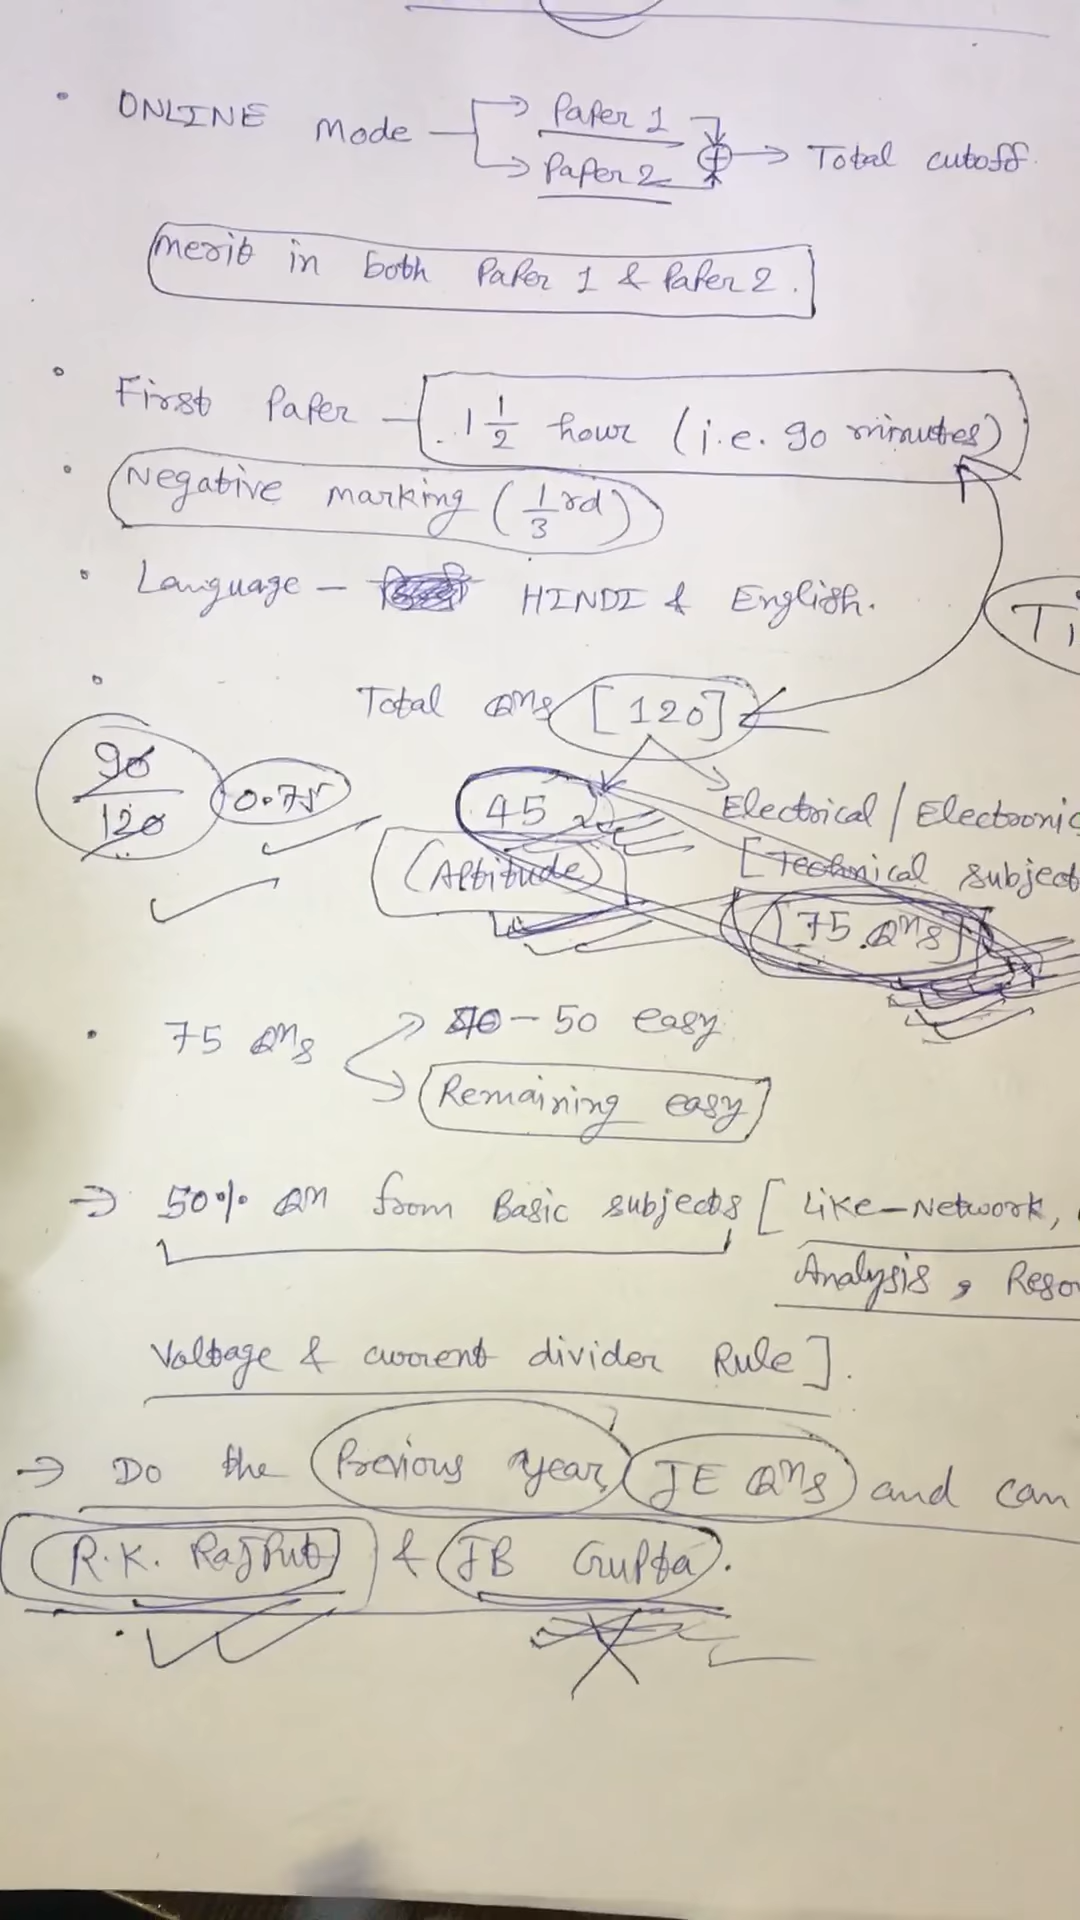 ONLINE Mode Paper 1
Paper 2
+ Total cutoff.
merit in both Paper 1 & Paper 2.
First Paper - 1 1/2 hour (i.e. 90 minutes)
Negative marking (1/3rd)
Language - HINDI & English.
Ti
Total Qns [120]
90/120 0.75
45
(Aptitude)
Electrical / Electronic
[Technical subject
[75 Qns]
75 Qns 40-50 easy
Remaining easy
→ 50% Qn from Basic subjects [Like-Network,
Analysis, Reso
Voltage & current divider Rule].
→ Do the Previous year JE Qns and can
R.K. Rajput & JB Gupta.